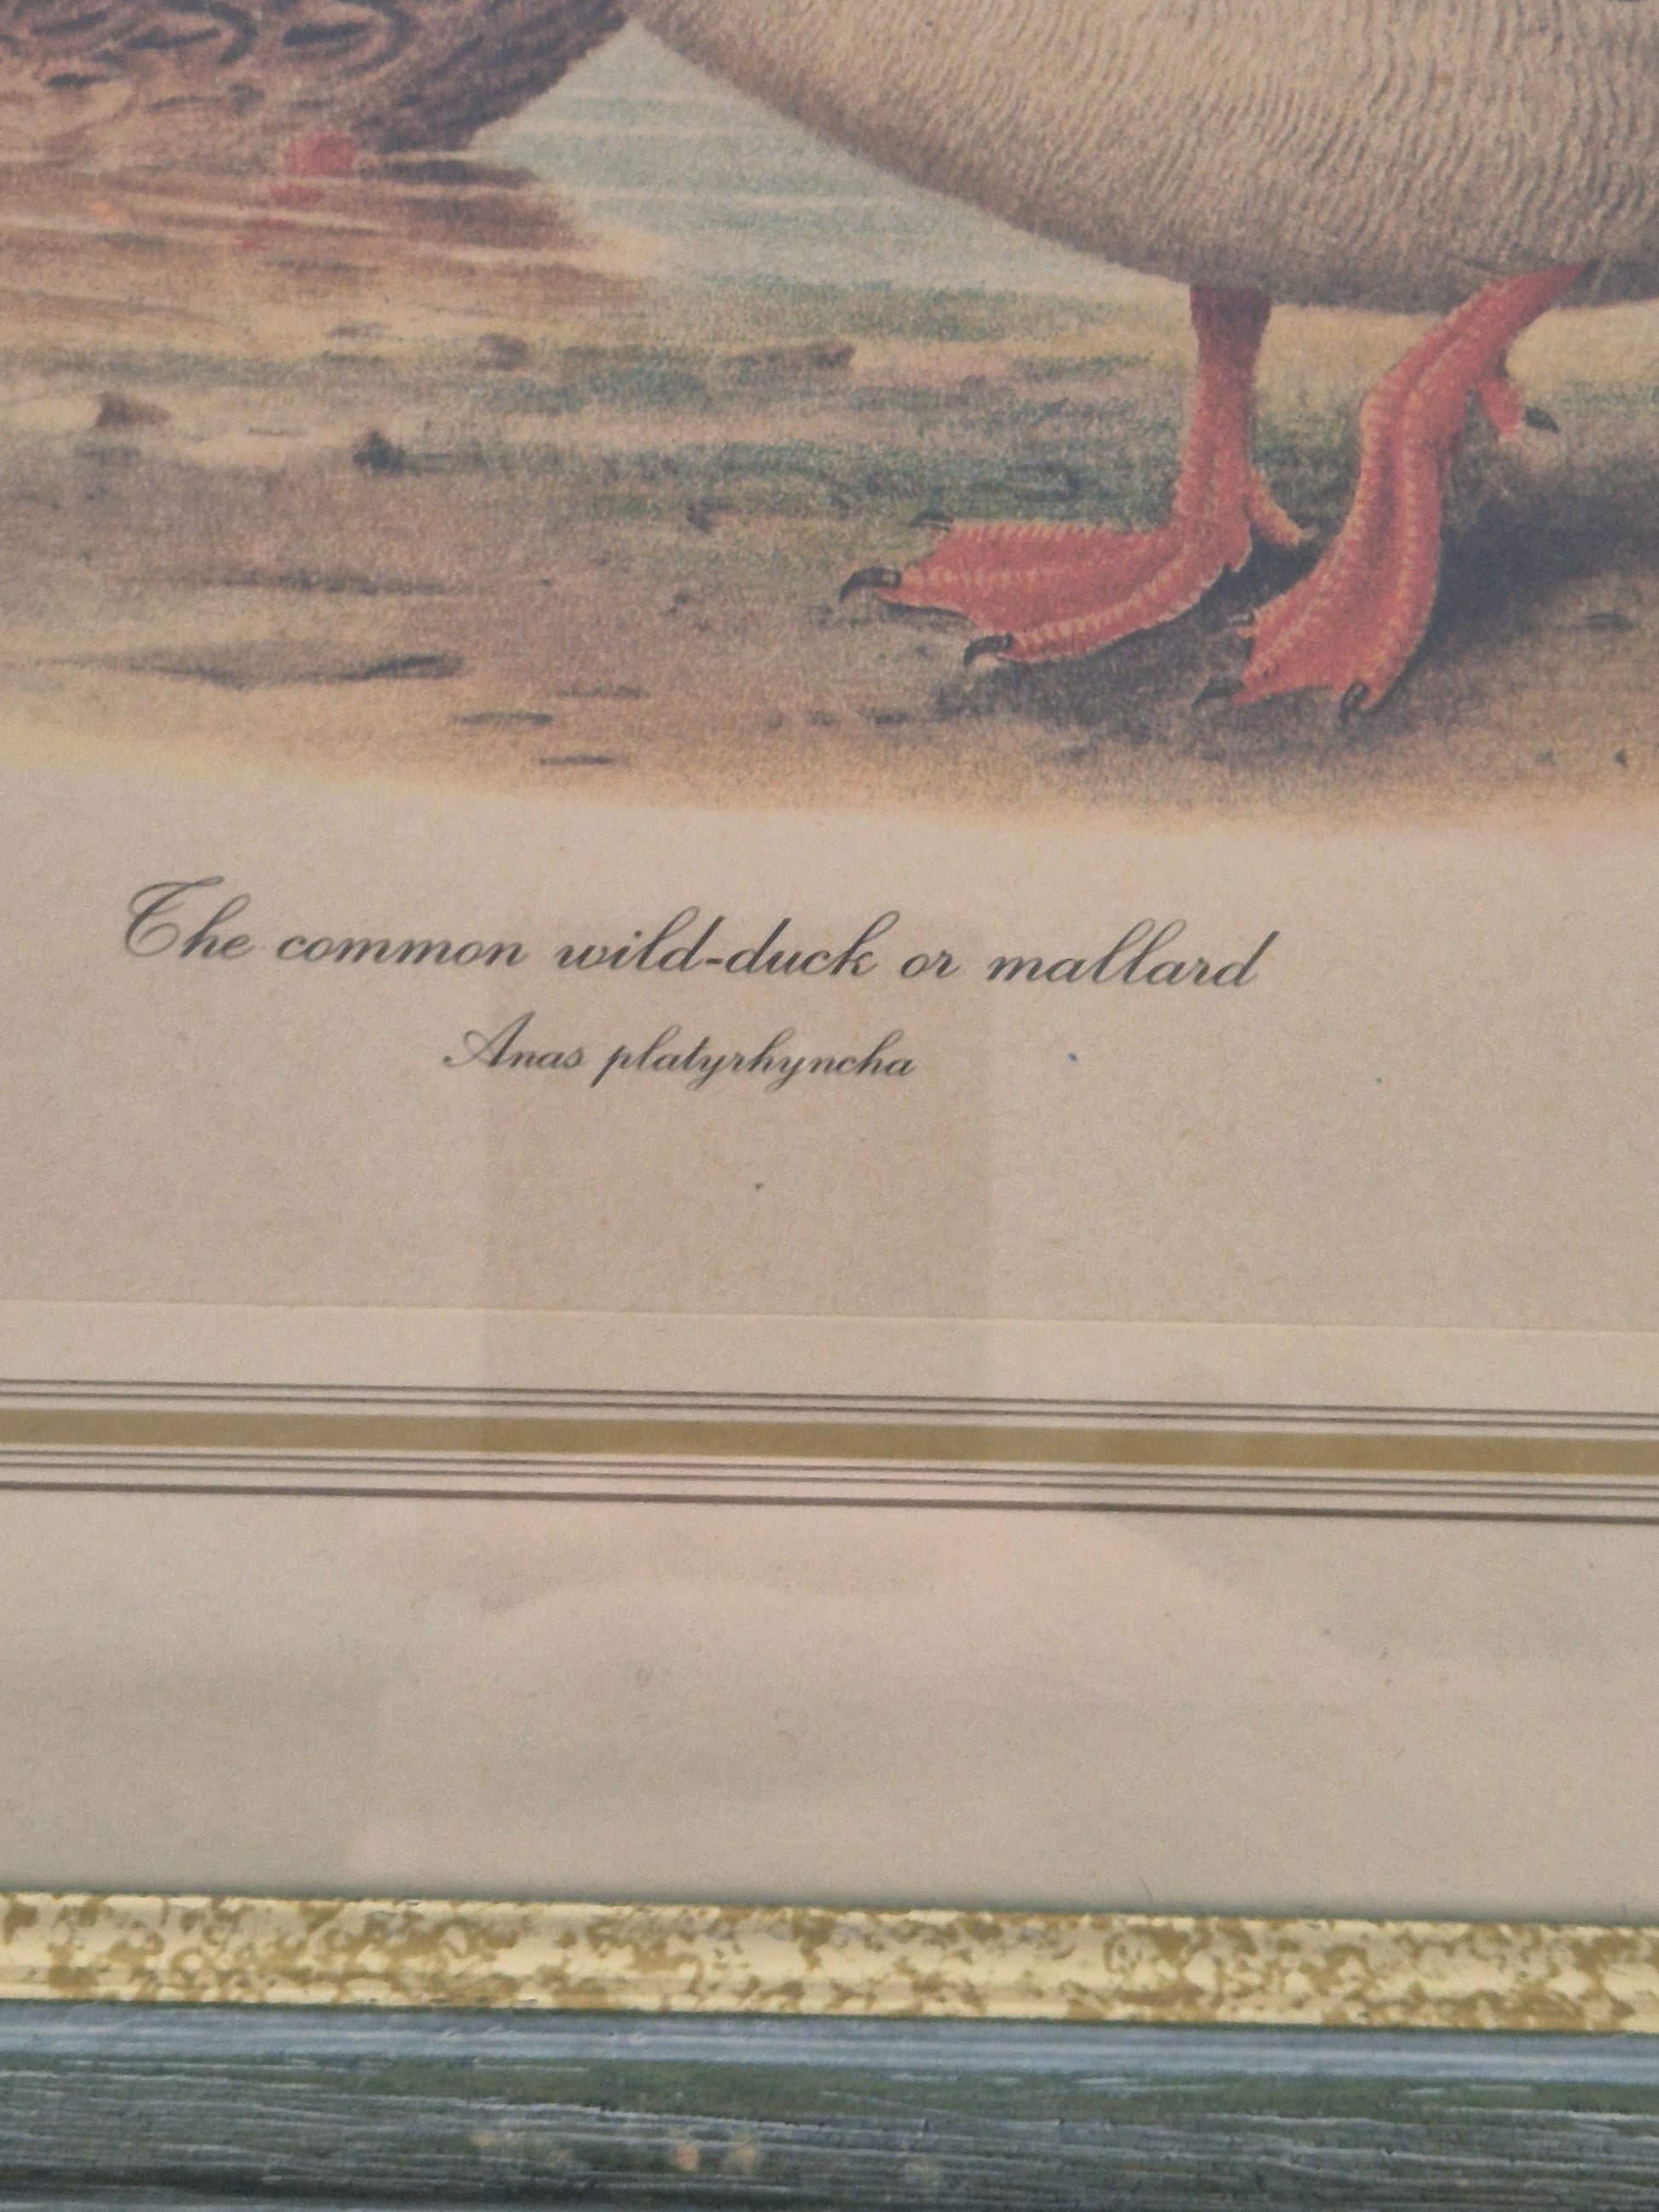 The common wild-duck or mallard
Anas platyrhyncha